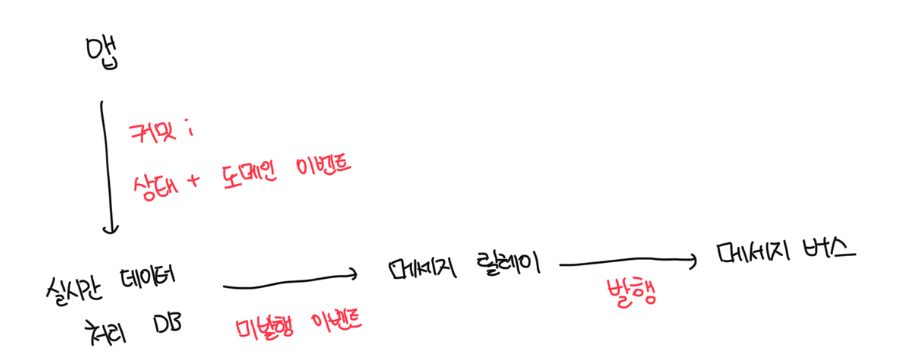 앱
커밋 ;
상태 + 도메인 이벤트
실시간 데이터
처리 DB
미발행 이벤트
메세지 릴레이
발행
메세지 버스